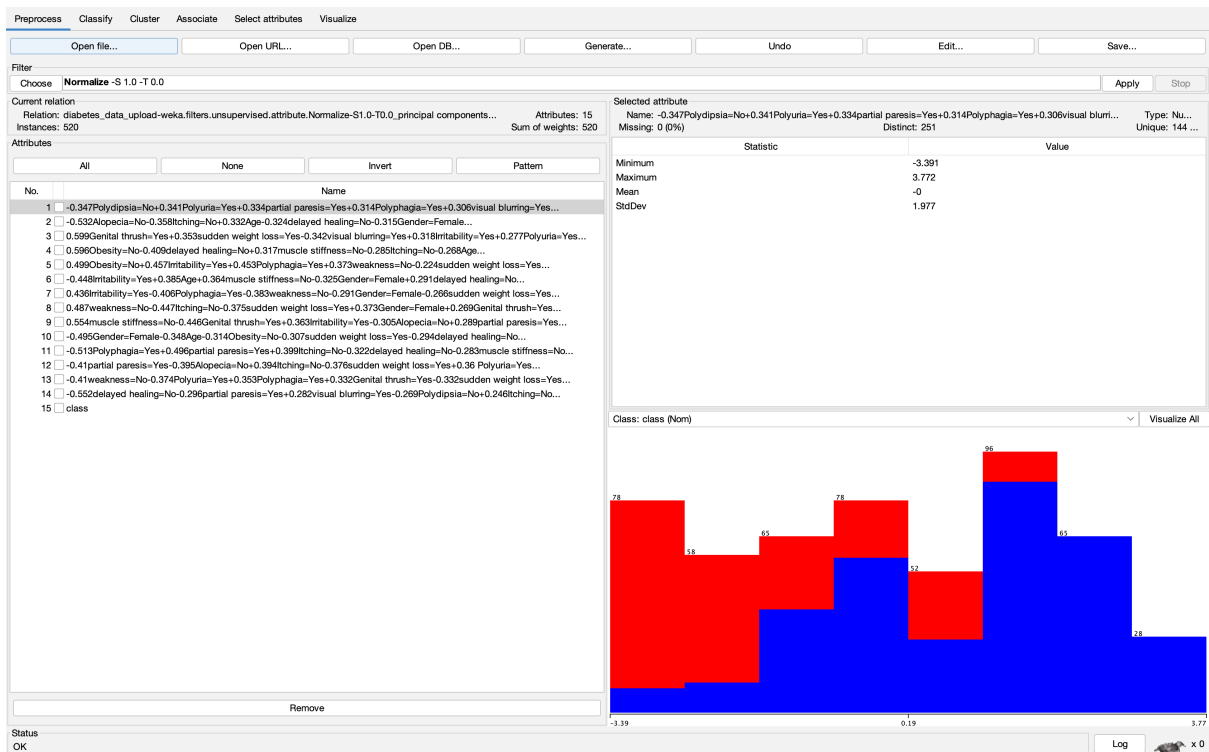 Preprocess Classify Cluster Associate Select attributes Visualize
Open file... Open URL... Open DB... Generate... Undo Edit... Save...
Filter
Choose Normalize -S 1.0 -T 0.0 Apply Stop
Current relation
Relation: diabetes_data_upload-weka.filters.unsupervised.attribute.Normalize-S1.0-T0.0_principal components... Attributes: 15
Instances: 520 Sum of weights: 520
Attributes
All None Invert Pattern
No. Name
1 -0.347Polydipsia=No+0.341Polyuria=Yes+0.334partial paresis=Yes+0.314Polyphagia=Yes+0.306visual blurring=Yes...
2 -0.532Alopecia=No-0.358Itching=No+0.332Age-0.324delayed healing=No-0.315Gender=Female...
3 0.599Genital thrush=Yes+0.353sudden weight loss=Yes-0.342visual blurring=Yes+0.318Irritability=Yes+0.277Polyuria=Yes...
4 0.596Obesity=No-0.409delayed healing=No+0.317muscle stiffness=No-0.285Itching=No-0.268Age...
5 0.499Obesity=No+0.457Irritability=Yes+0.453Polyphagia=Yes+0.373weakness=No-0.224sudden weight loss=Yes...
6 -0.448Irritability=Yes+0.385Age+0.364muscle stiffness=No-0.325Gender=Female+0.291delayed healing=No...
7 0.436Irritability=Yes-0.406Polyphagia=Yes-0.383weakness=No-0.291Gender=Female-0.266sudden weight loss=Yes...
8 0.487weakness=No-0.447Itching=No-0.375sudden weight loss=Yes+0.373Gender=Female+0.269Genital thrush=Yes...
9 0.554muscle stiffness=No-0.446Genital thrush=Yes+0.363Irritability=Yes-0.305Alopecia=No+0.289partial paresis=Yes...
10 -0.495Gender=Female-0.348Age-0.314Obesity=No-0.307sudden weight loss=Yes-0.294delayed healing=No...
11 -0.513Polyphagia=Yes+0.496partial paresis=Yes+0.399Itching=No-0.322delayed healing=No-0.283muscle stiffness=No...
12 -0.41partial paresis=Yes-0.395Alopecia=No+0.394Itching=No-0.376sudden weight loss=Yes+0.36 Polyuria=Yes...
13 -0.41weakness=No-0.374Polyuria=Yes+0.353Polyphagia=Yes+0.332Genital thrush=Yes-0.332sudden weight loss=Yes...
14 -0.552delayed healing=No-0.296partial paresis=Yes+0.282visual blurring=Yes-0.269Polydipsia=No+0.246Itching=No...
15 class
Remove
Selected attribute
Name: -0.347Polydipsia=No+0.341Polyuria=Yes+0.334partial paresis=Yes+0.314Polyphagia=Yes+0.306visual blurri... Type: Nu...
Missing: 0 (0%) Distinct: 251 Unique: 144 ...
Statistic Value
Minimum -3.391
Maximum 3.772
Mean -0
StdDev 1.977
Class: class (Nom) Visualize All
78 58 65 78 52 96 65 28
-3.39 0.19 3.77
Status
OK
Log x 0